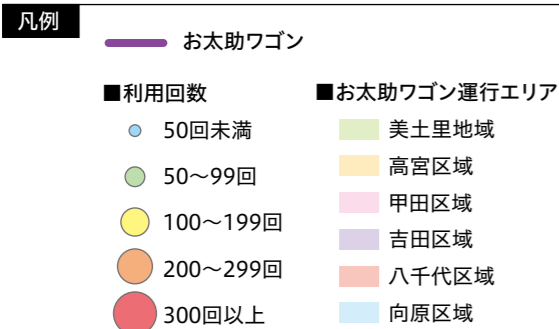 凡例
お太助ワゴン
■利用回数
50回未満
50〜99回
100〜199回
200〜299回
300回以上
■お太助ワゴン運行エリア
美土里地域
高宮区域
甲田区域
吉田区域
八千代区域
向原区域